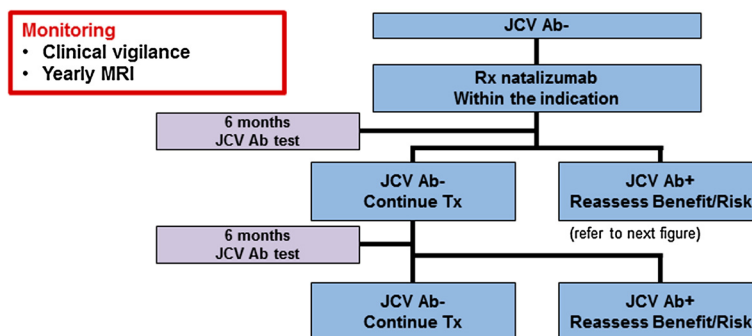 Monitoring
• Clinical vigilance
• Yearly MRI
JCV Ab-
Rx natalizumab
Within the indication
6 months
JCV Ab test
JCV Ab-
Continue Tx
JCV Ab+
Reassess Benefit/Risk
(refer to next figure)
6 months
JCV Ab test
JCV Ab-
Continue Tx
JCV Ab+
Reassess Benefit/Risk